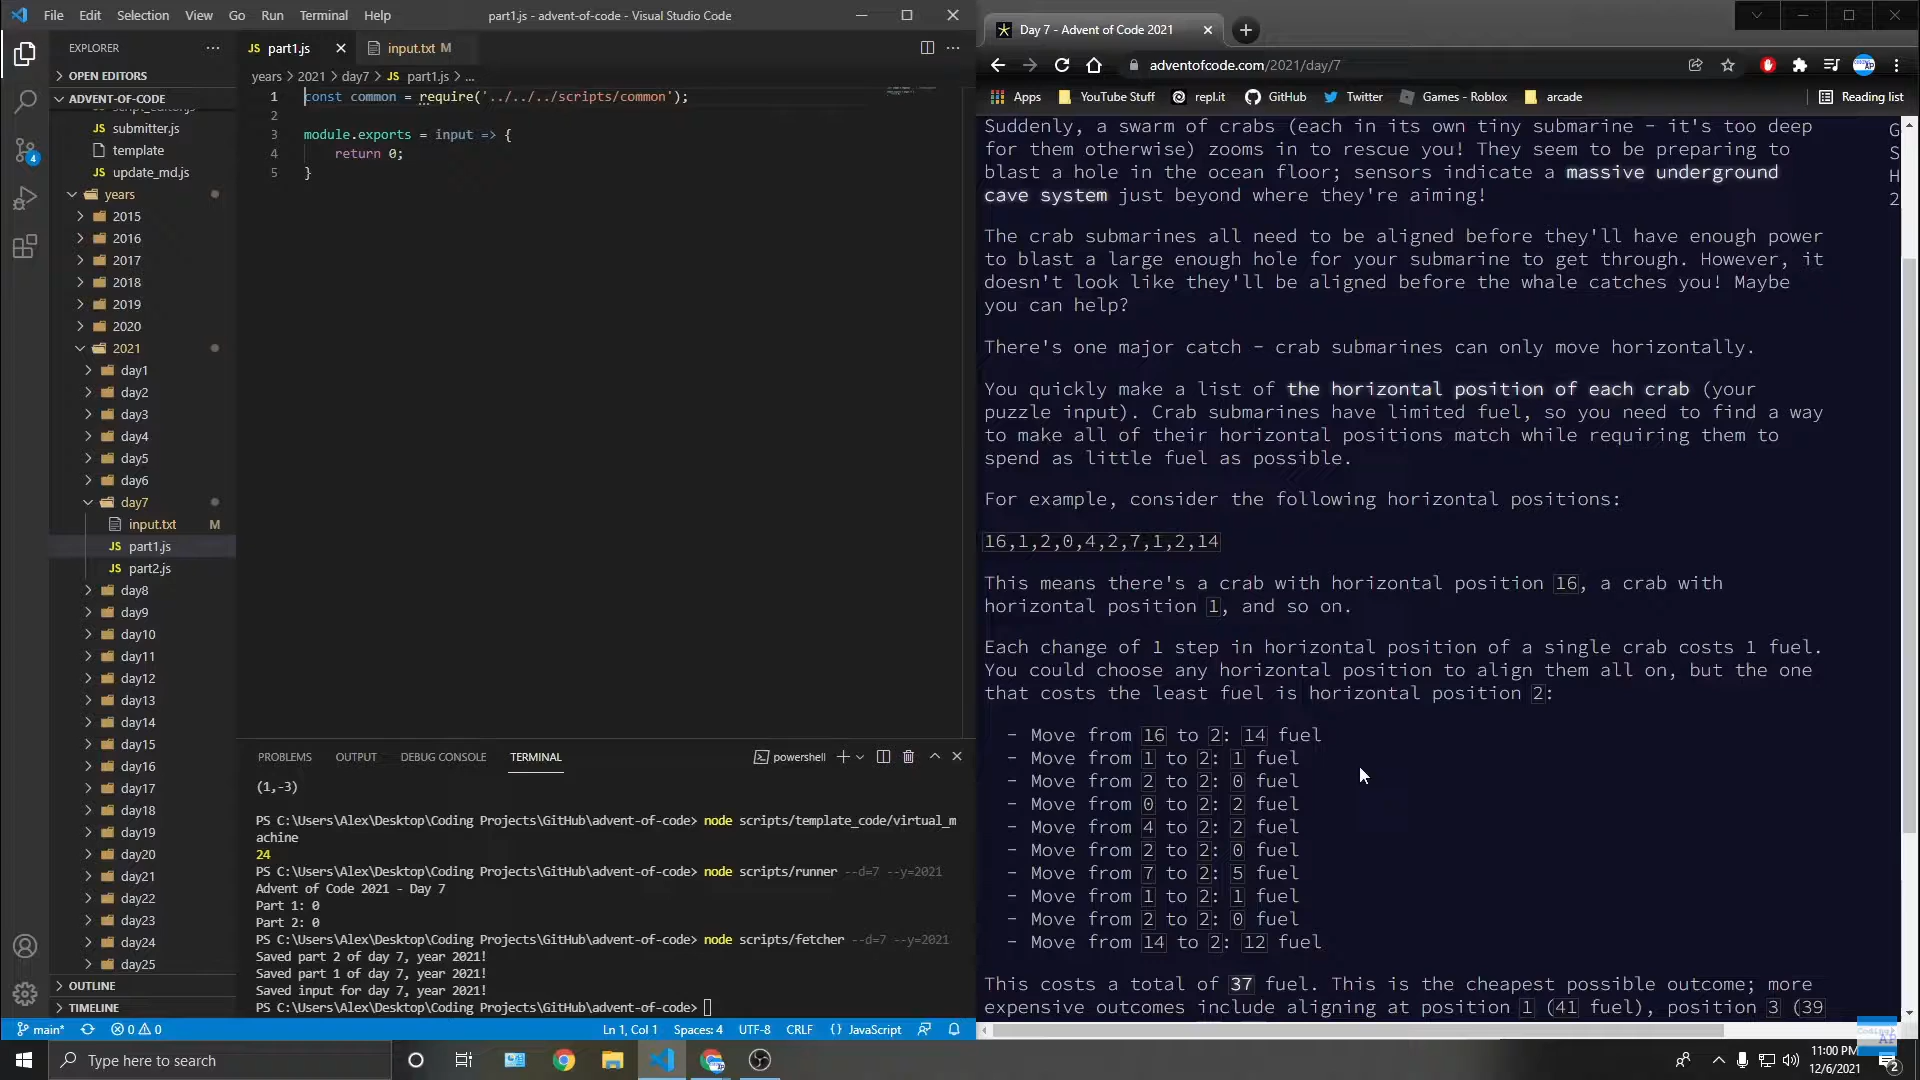 File Edit Selection View Go Run Terminal Help
part1.js - advent-of-code - Visual Studio Code
EXPLORER
OPEN EDITORS
ADVENT-OF-CODE
JS submitter.js
template
JS update_md.js
years
2015
2016
2017
2018
2019
2020
2021
day1
day2
day3
day4
day5
day6
day7
input.txt M
JS part1.js
JS part2.js
day8
day9
day10
day11
day12
day13
day14
day15
day16
day17
day18
day19
day20
day21
day22
day23
day24
day25
OUTLINE
TIMELINE
4
JS part1.js
input.txt M
years > 2021 > day7 > JS part1.js > ...
1 const common = require('../../../scripts/common');
2
3 module.exports = input => {
4 return 0;
5 }
PROBLEMS OUTPUT DEBUG CONSOLE TERMINAL
powershell
(1,-3)
PS C:\Users\Alex\Desktop\Coding Projects\GitHub\advent-of-code> node scripts/template_code/virtual_m
achine
24
PS C:\Users\Alex\Desktop\Coding Projects\GitHub\advent-of-code> node scripts/runner --d=7 --y=2021
Advent of Code 2021 - Day 7
Part 1: 0
Part 2: 0
PS C:\Users\Alex\Desktop\Coding Projects\GitHub\advent-of-code> node scripts/fetcher --d=7 --y=2021
Saved part 2 of day 7, year 2021!
Saved part 1 of day 7, year 2021!
Saved input for day 7, year 2021!
PS C:\Users\Alex\Desktop\Coding Projects\GitHub\advent-of-code>
main* 0 0
Ln 1, Col 1 Spaces: 4 UTF-8 CRLF {} JavaScript
Day 7 - Advent of Code 2021
adventofcode.com/2021/day/7
Apps YouTube Stuff repl.it GitHub Twitter Games - Roblox arcade Reading list
Suddenly, a swarm of crabs (each in its own tiny submarine - it's too deep
for them otherwise) zooms in to rescue you! They seem to be preparing to
blast a hole in the ocean floor; sensors indicate a massive underground
cave system just beyond where they're aiming!
The crab submarines all need to be aligned before they'll have enough power
to blast a large enough hole for your submarine to get through. However, it
doesn't look like they'll be aligned before the whale catches you! Maybe
you can help?
There's one major catch - crab submarines can only move horizontally.
You quickly make a list of the horizontal position of each crab (your
puzzle input). Crab submarines have limited fuel, so you need to find a way
to make all of their horizontal positions match while requiring them to
spend as little fuel as possible.
For example, consider the following horizontal positions:
16,1,2,0,4,2,7,1,2,14
This means there's a crab with horizontal position 16, a crab with
horizontal position 1, and so on.
Each change of 1 step in horizontal position of a single crab costs 1 fuel.
You could choose any horizontal position to align them all on, but the one
that costs the least fuel is horizontal position 2:
- Move from 16 to 2: 14 fuel
- Move from 1 to 2: 1 fuel
- Move from 2 to 2: 0 fuel
- Move from 0 to 2: 2 fuel
- Move from 4 to 2: 2 fuel
- Move from 2 to 2: 0 fuel
- Move from 7 to 2: 5 fuel
- Move from 1 to 2: 1 fuel
- Move from 2 to 2: 0 fuel
- Move from 14 to 2: 12 fuel
This costs a total of 37 fuel. This is the cheapest possible outcome; more
expensive outcomes include aligning at position 1 (41 fuel), position 3 (39
Type here to search
11:00 PM
12/6/2021
2